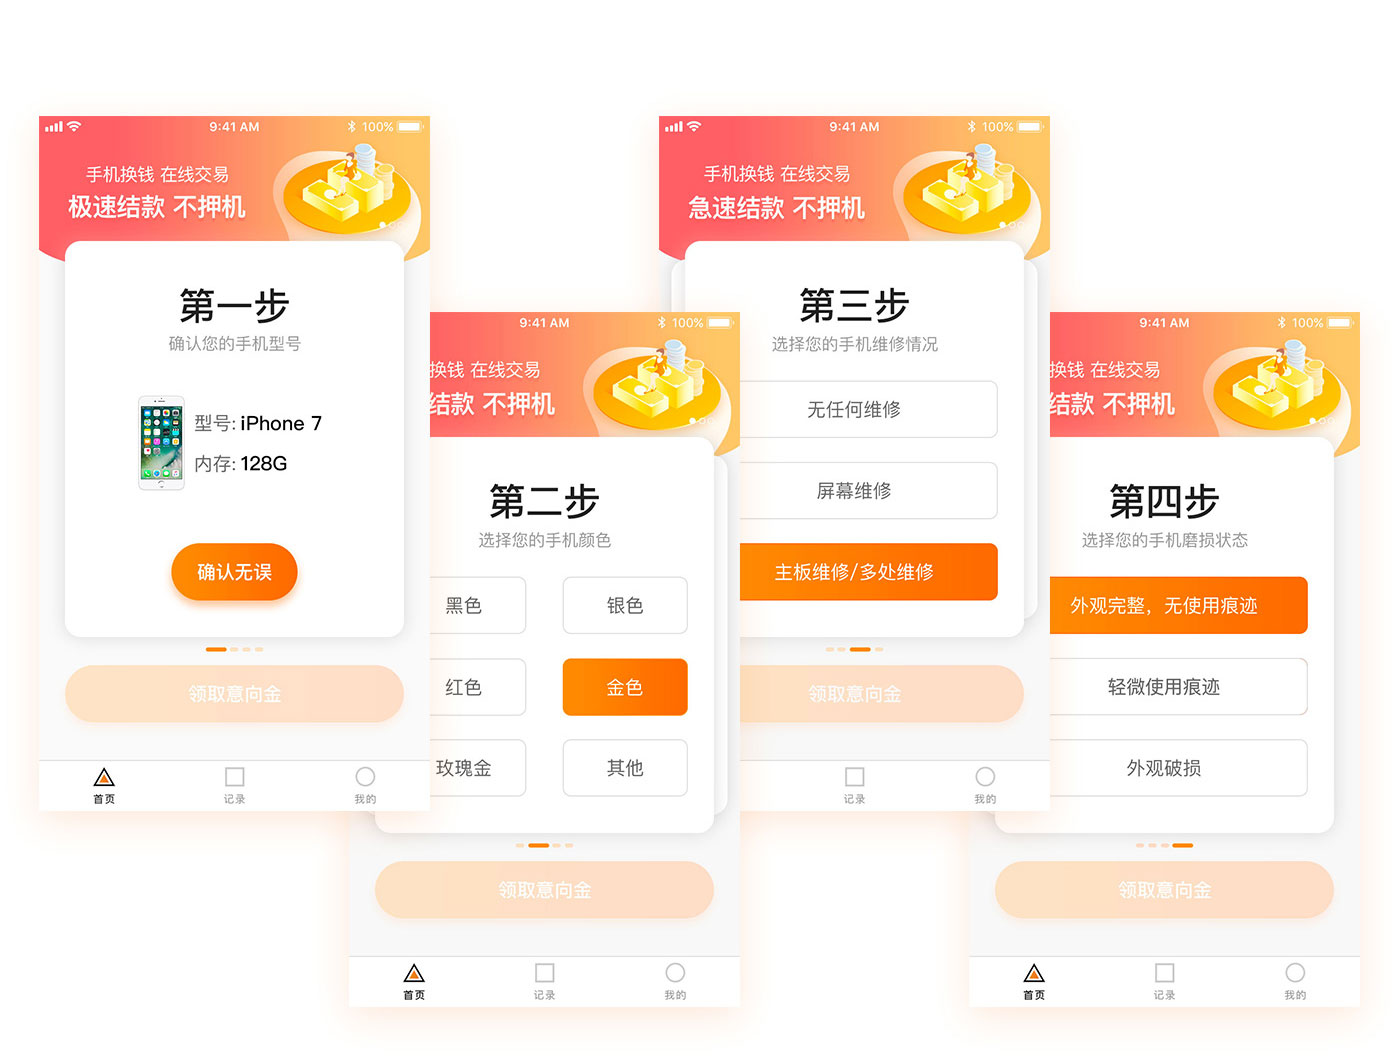 9:41 AM
100%
手机换钱 在线交易
极速结款 不押机
第一步
确认您的手机型号
型号: iPhone 7
内存: 128G
确认无误
领取意向金
首页
记录
我的
9:41 AM
100%
换钱 在线交易
结款 不押机
第二步
选择您的手机颜色
黑色
银色
红色
金色
玫瑰金
其他
领取意向金
首页
记录
我的
9:41 AM
100%
手机换钱 在线交易
急速结款 不押机
第三步
选择您的手机维修情况
无任何维修
屏幕维修
主板维修/多处维修
领取意向金
记录
我的
9:41 AM
100%
换钱 在线交易
结款 不押机
第四步
选择您的手机磨损状态
外观完整，无使用痕迹
轻微使用痕迹
外观破损
领取意向金
首页
记录
我的